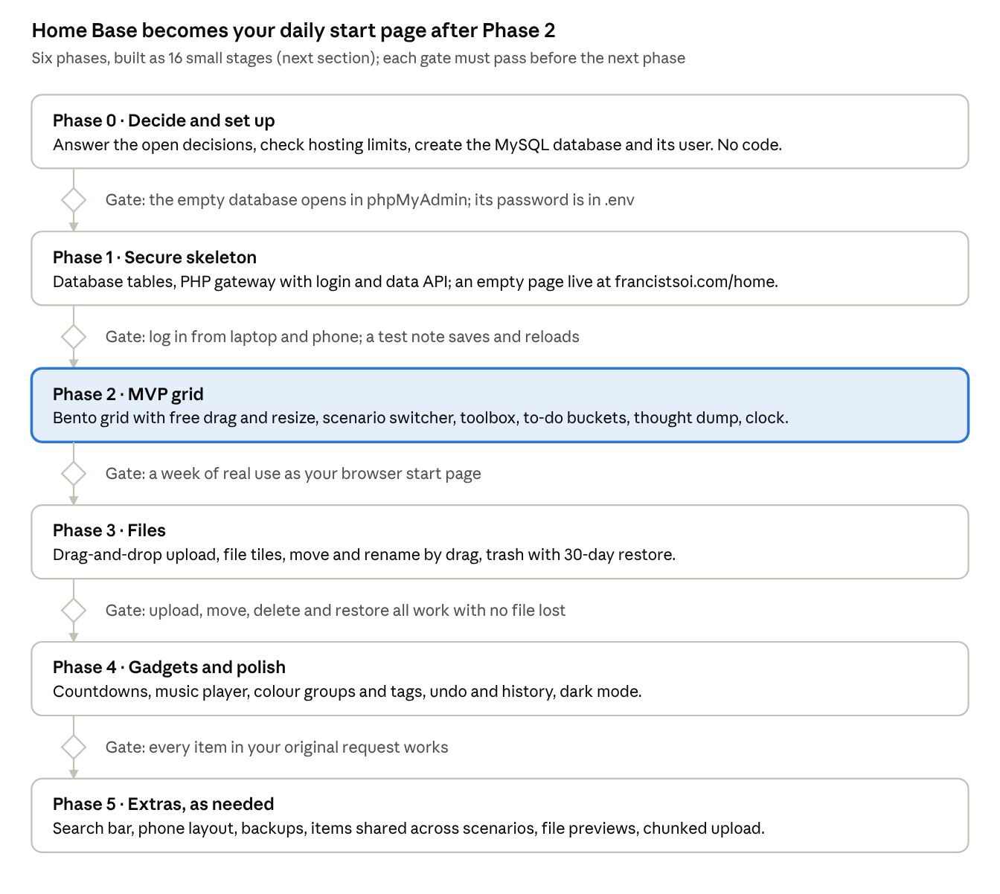 Home Base becomes your daily start page after Phase 2
Six phases, built as 16 small stages (next section); each gate must pass before the next phase
Phase 0 · Decide and set up
Answer the open decisions, check hosting limits, create the MySQL database and its user. No code.
Gate: the empty database opens in phpMyAdmin; its password is in .env
Phase 1 · Secure skeleton
Database tables, PHP gateway with login and data API; an empty page live at francistsoi.com/home.
Gate: log in from laptop and phone; a test note saves and reloads
Phase 2 · MVP grid
Bento grid with free drag and resize, scenario switcher, toolbox, to-do buckets, thought dump, clock.
Gate: a week of real use as your browser start page
Phase 3 · Files
Drag-and-drop upload, file tiles, move and rename by drag, trash with 30-day restore.
Gate: upload, move, delete and restore all work with no file lost
Phase 4 · Gadgets and polish
Countdowns, music player, colour groups and tags, undo and history, dark mode.
Gate: every item in your original request works
Phase 5 · Extras, as needed
Search bar, phone layout, backups, items shared across scenarios, file previews, chunked upload.